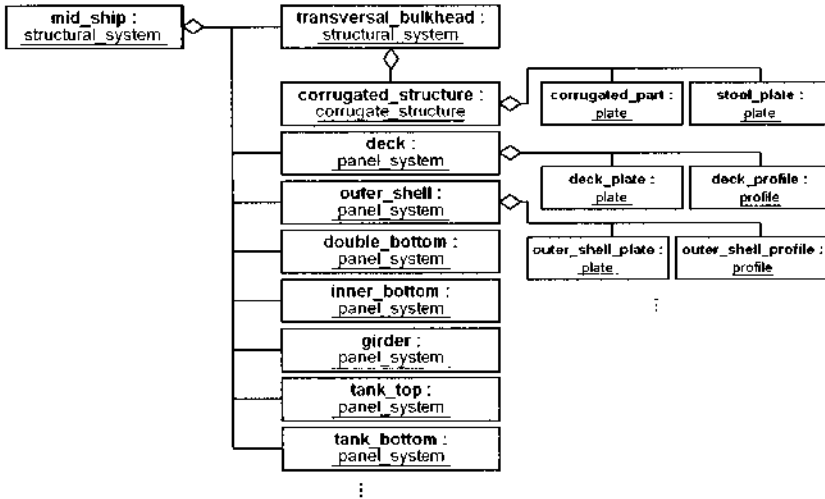 mid_ship :
structural_system
transversal_bulkhead :
structural_system
corrugated_structure :
corrugate_structure
corrugated_part :
plate
stool_plate :
plate
deck :
panel_system
deck_plate :
plate
deck_profile :
profile
outer_shell :
panel_system
outer_shell_plate :
plate
outer_shell_profile :
profile
double_bottom :
panel_system
inner_bottom :
panel_system
girder :
panel_system
tank_top :
panel_system
tank_bottom :
panel_system